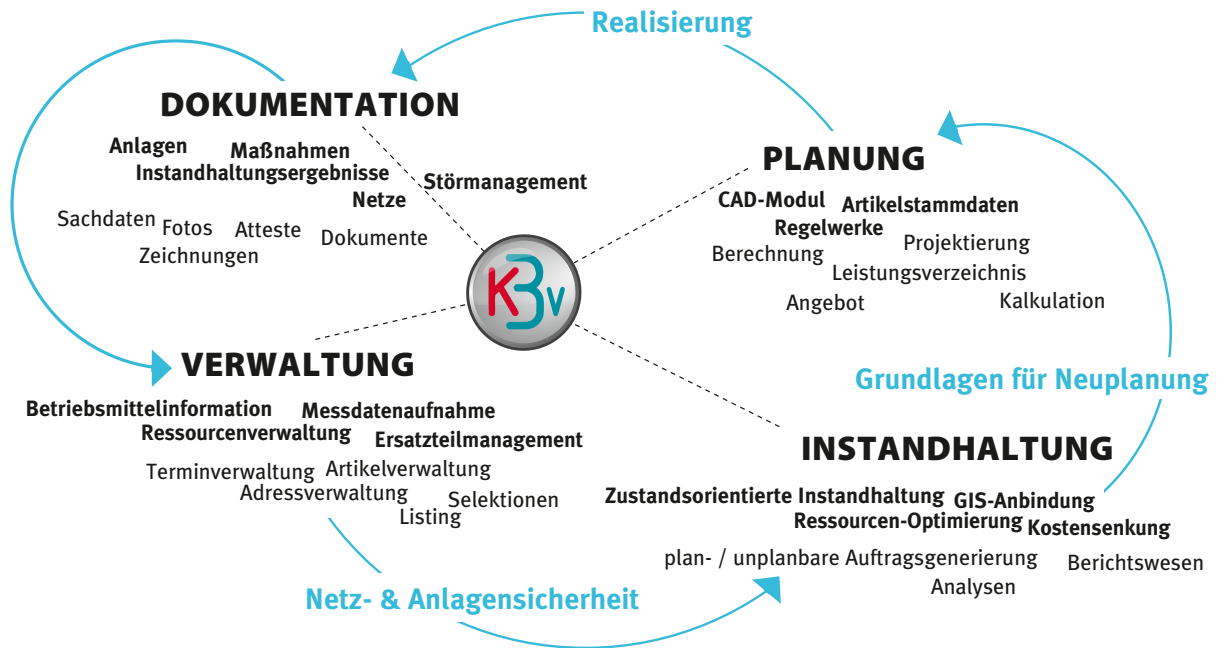 Realisierung
DOKUMENTATION
Anlagen
Maßnahmen
Instandhaltungsergebnisse
Netze
Störmanagement
Sachdaten
Fotos
Atteste
Dokumente
Zeichnungen
PLANUNG
CAD-Modul
Artikelstammdaten
Regelwerke
Berechnung
Projektierung
Leistungsverzeichnis
Angebot
Kalkulation
K3V
VERWALTUNG
Betriebsmittelinformation
Messdatenaufnahme
Ressourcenverwaltung
Ersatzteilmanagement
Terminverwaltung
Artikelverwaltung
Adressverwaltung
Selektionen
Listing
Grundlagen für Neuplanung
INSTANDHALTUNG
Zustandsorientierte Instandhaltung
GIS-Anbindung
Ressourcen-Optimierung
Kostensenkung
plan- / unplanbare Auftragsgenerierung
Berichtswesen
Analysen
Netz- & Anlagensicherheit